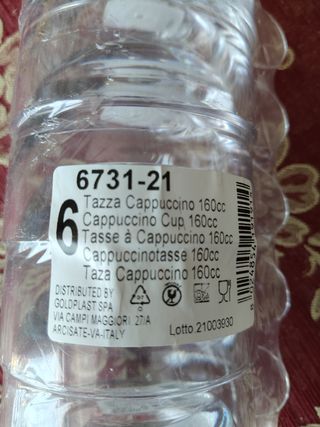 6731-21
6
Tazza Cappuccino 160cc
Cappuccino Cup 160cc
Tasse à Cappuccino 160cc
Cappuccinotasse 160cc
Taza Cappuccino 160cc
DISTRIBUTED BY
GOLDPLAST SPA
VIA CAMPI MAGGIORI 27/A
ARCISATE-VA-ITALY
Lotto 21003930